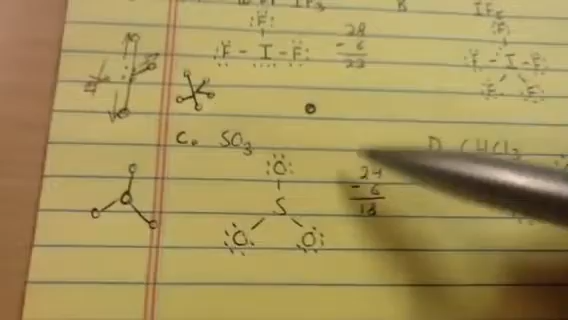 IF3 B IF5
:F: 28 :F:
:F - I - F: - 6 :F - I - F:
22
F F
C. SO3 D CHCl3
:O: 24
- 6
S 18
:O: :O: